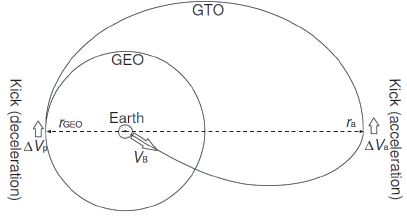 GTO
GEO
Kick (deceleration)
ΔVp
rGEO
Earth
VB
ra
ΔVa
Kick (acceleration)